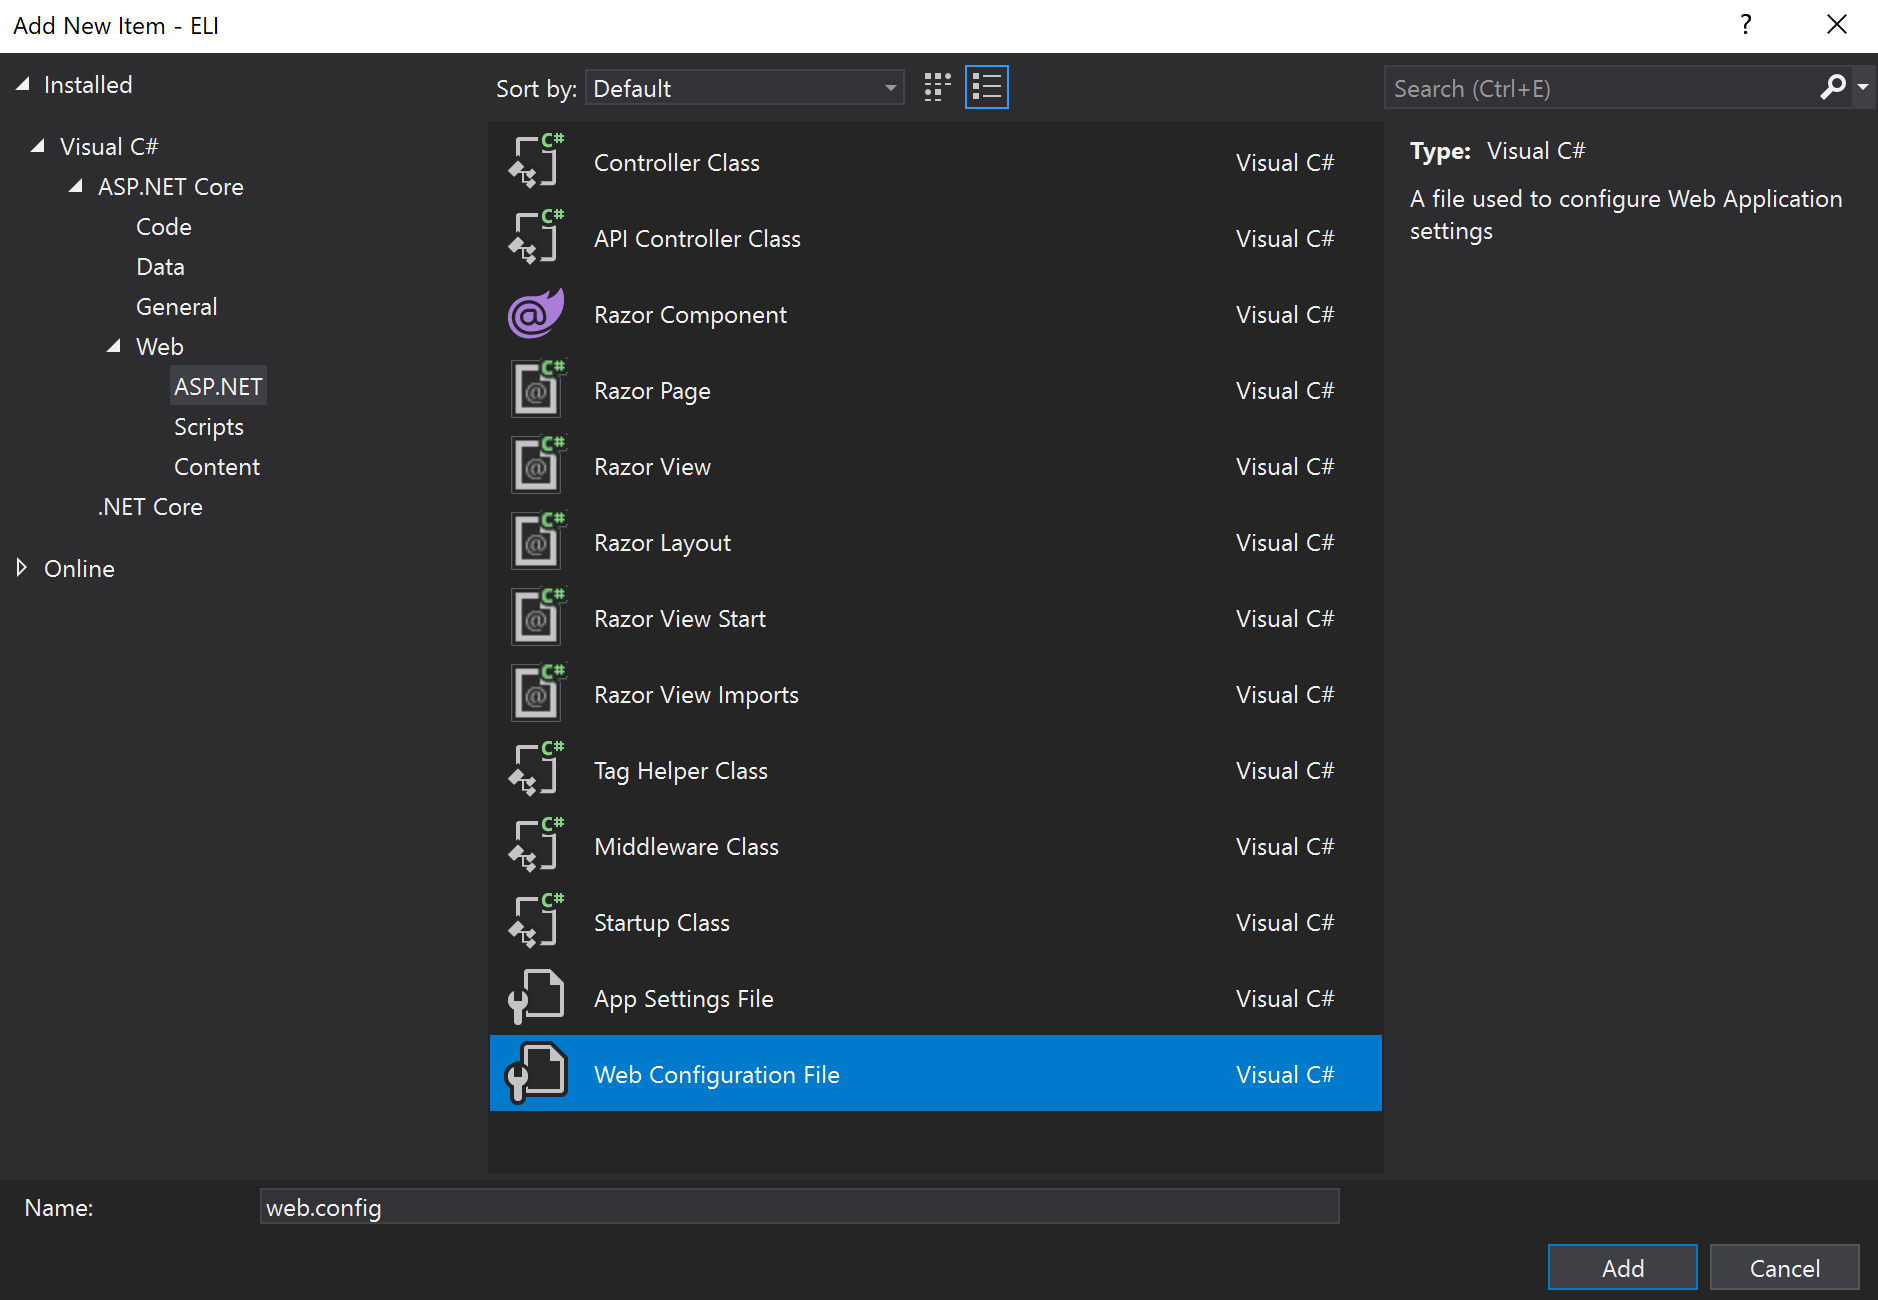 Add New Item - ELI
?
Installed
Visual C#
ASP.NET Core
Code
Data
General
Web
ASP.NET
Scripts
Content
.NET Core
Online
Sort by: Default
Controller Class Visual C#
API Controller Class Visual C#
Razor Component Visual C#
Razor Page Visual C#
Razor View Visual C#
Razor Layout Visual C#
Razor View Start Visual C#
Razor View Imports Visual C#
Tag Helper Class Visual C#
Middleware Class Visual C#
Startup Class Visual C#
App Settings File Visual C#
Web Configuration File Visual C#
Search (Ctrl+E)
Type: Visual C#
A file used to configure Web Application
settings
Name: web.config
Add Cancel